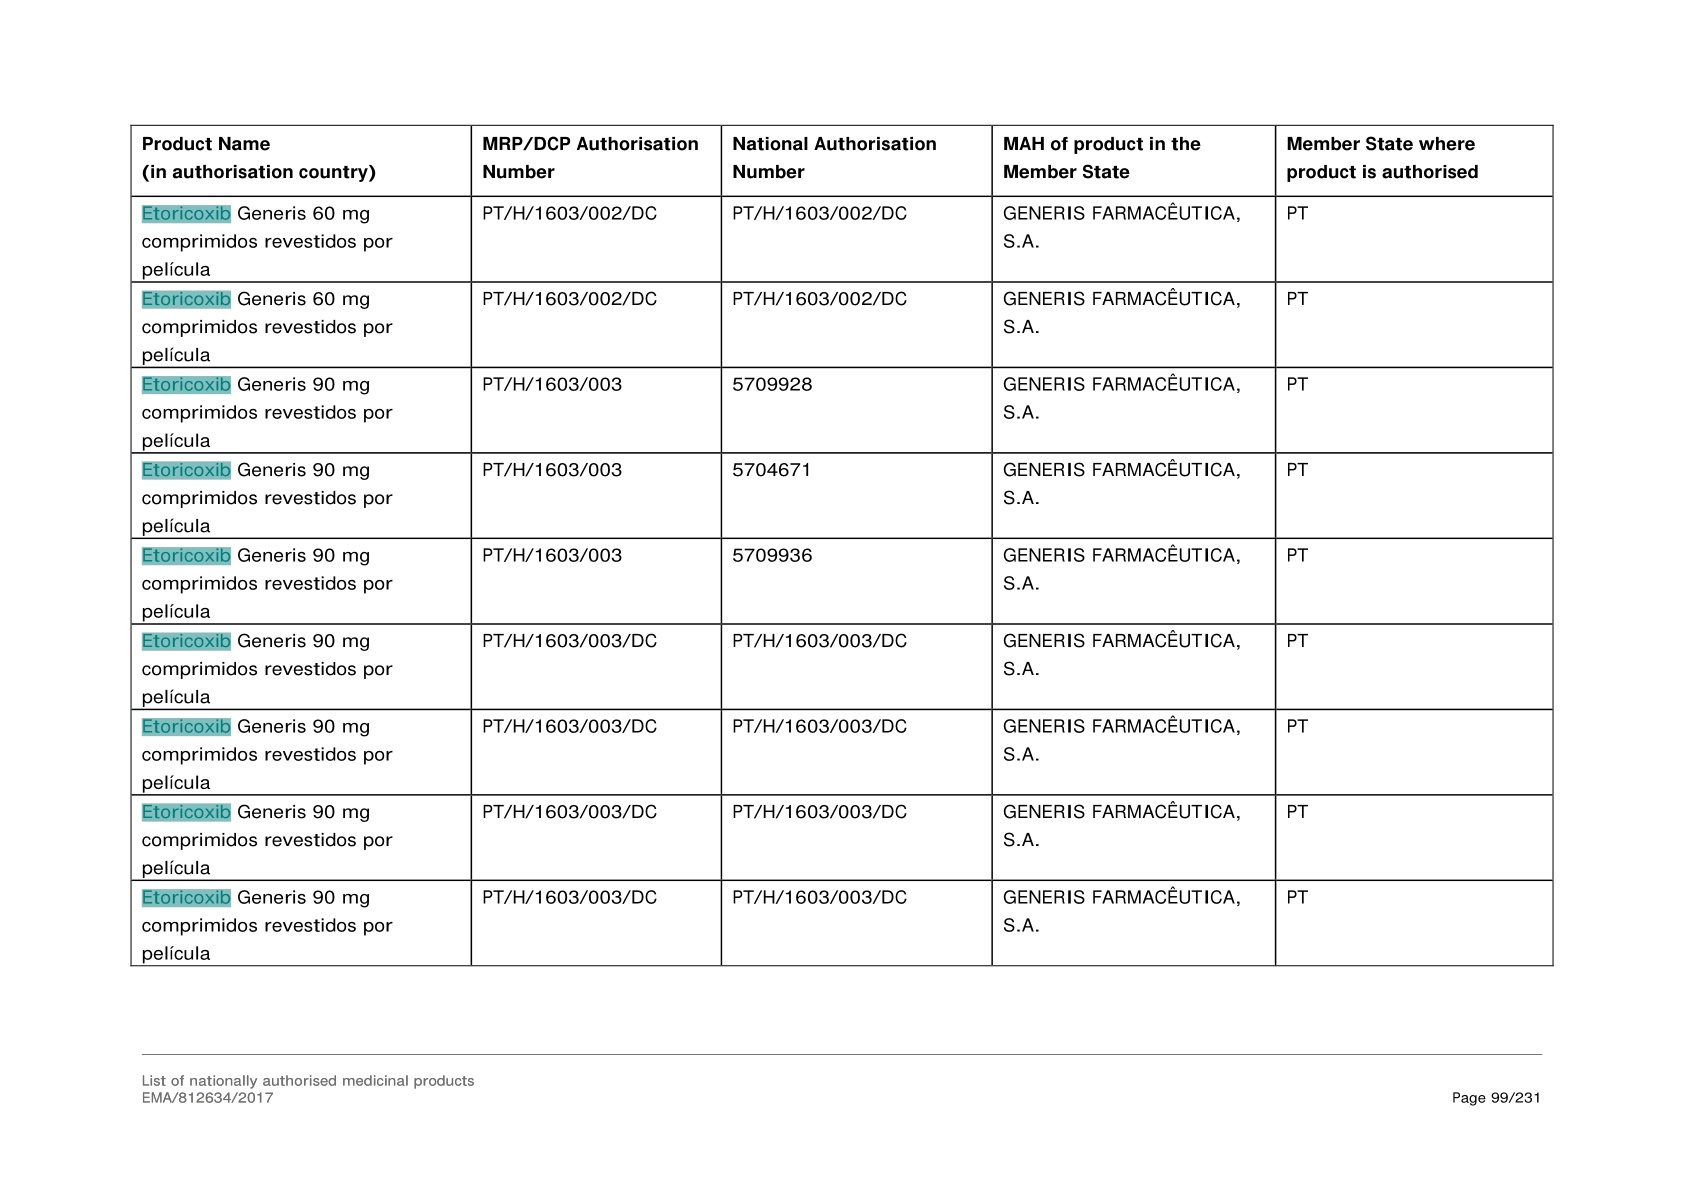 Product Name
(in authorisation country)
MRP/DCP Authorisation
Number
National Authorisation
Number
MAH of product in the
Member State
Member State where
product is authorised
Etoricoxib Generis 60 mg
comprimidos revestidos por
película
PT/H/1603/002/DC
PT/H/1603/002/DC
GENERIS FARMACÊUTICA,
S.A.
PT
Etoricoxib Generis 60 mg
comprimidos revestidos por
película
PT/H/1603/002/DC
PT/H/1603/002/DC
GENERIS FARMACÊUTICA,
S.A.
PT
Etoricoxib Generis 90 mg
comprimidos revestidos por
película
PT/H/1603/003
5709928
GENERIS FARMACÊUTICA,
S.A.
PT
Etoricoxib Generis 90 mg
comprimidos revestidos por
película
PT/H/1603/003
5704671
GENERIS FARMACÊUTICA,
S.A.
PT
Etoricoxib Generis 90 mg
comprimidos revestidos por
película
PT/H/1603/003
5709936
GENERIS FARMACÊUTICA,
S.A.
PT
Etoricoxib Generis 90 mg
comprimidos revestidos por
película
PT/H/1603/003/DC
PT/H/1603/003/DC
GENERIS FARMACÊUTICA,
S.A.
PT
Etoricoxib Generis 90 mg
comprimidos revestidos por
película
PT/H/1603/003/DC
PT/H/1603/003/DC
GENERIS FARMACÊUTICA,
S.A.
PT
Etoricoxib Generis 90 mg
comprimidos revestidos por
película
PT/H/1603/003/DC
PT/H/1603/003/DC
GENERIS FARMACÊUTICA,
S.A.
PT
Etoricoxib Generis 90 mg
comprimidos revestidos por
película
PT/H/1603/003/DC
PT/H/1603/003/DC
GENERIS FARMACÊUTICA,
S.A.
PT
List of nationally authorised medicinal products
EMA/812634/2017
Page 99/231